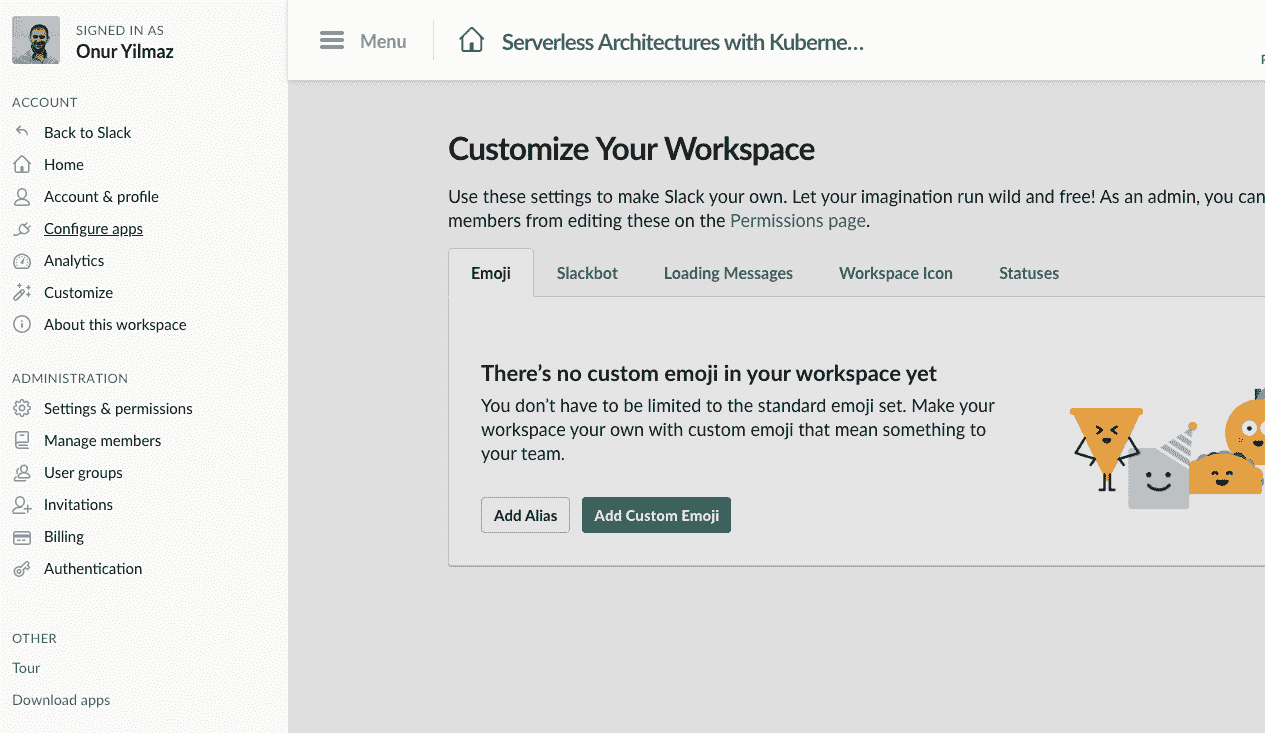 SIGNED IN AS
Onur Yilmaz
ACCOUNT
Back to Slack
Home
Account & profile
Configure apps
Analytics
Customize
About this workspace
ADMINISTRATION
Settings & permissions
Manage members
User groups
Invitations
Billing
Authentication
OTHER
Tour
Download apps
Menu
Serverless Architectures with Kuberne…
Customize Your Workspace
Use these settings to make Slack your own. Let your imagination run wild and free! As an admin, you can
members from editing these on the Permissions page.
Emoji
Slackbot
Loading Messages
Workspace Icon
Statuses
There’s no custom emoji in your workspace yet
You don’t have to be limited to the standard emoji set. Make your
workspace your own with custom emoji that mean something to
your team.
Add Alias
Add Custom Emoji